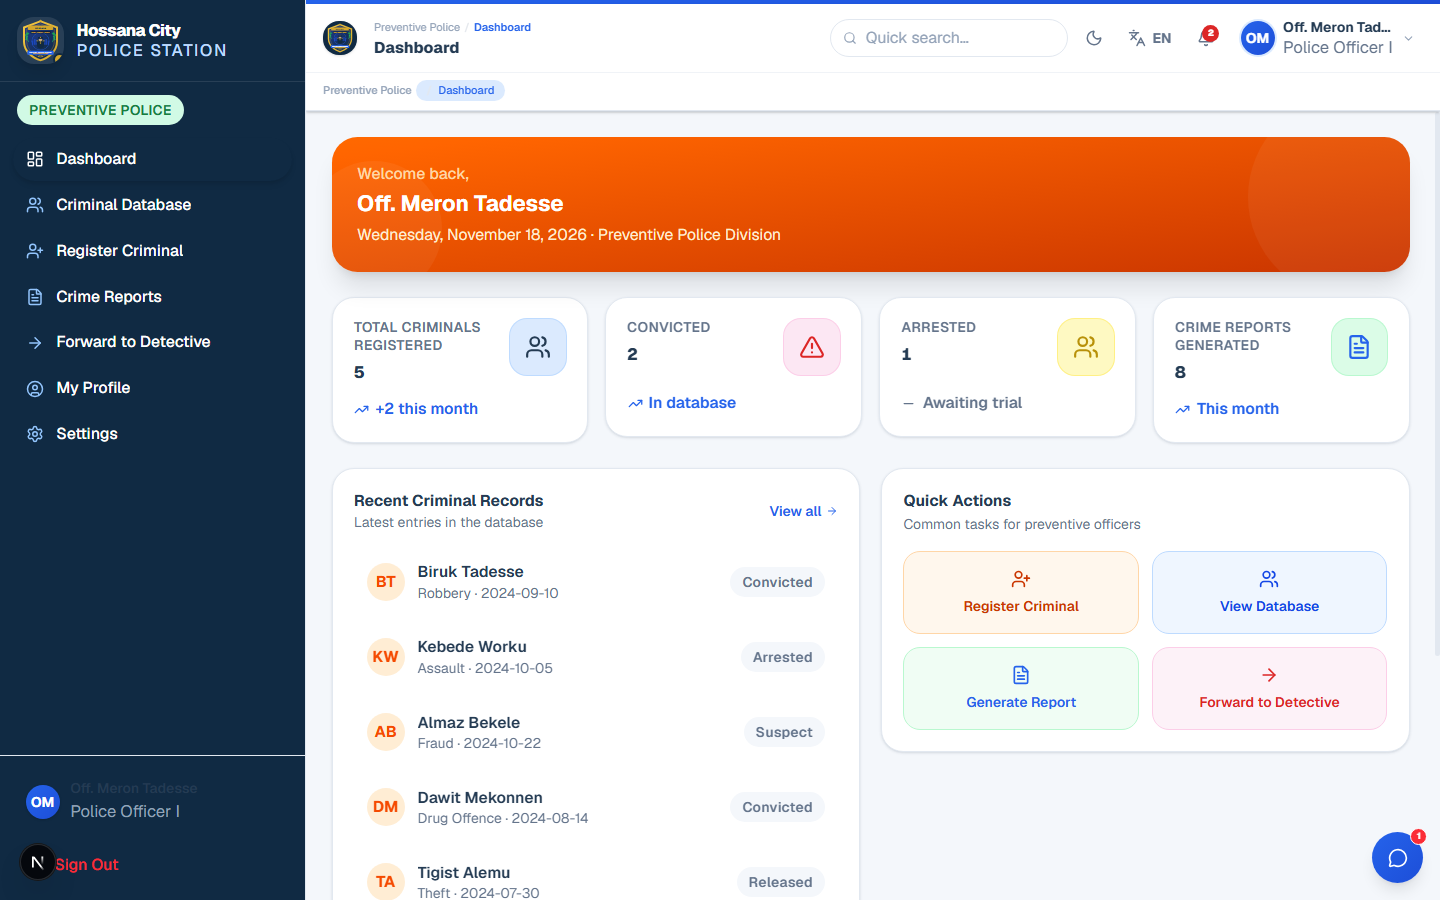 Hossana City
POLICE STATION
PREVENTIVE POLICE
Dashboard
Criminal Database
Register Criminal
Crime Reports
Forward to Detective
My Profile
Settings
OM
Off. Meron Tadesse
Police Officer I
N
Sign Out
Preventive Police / Dashboard
Dashboard
Quick search...
EN
2
OM
Off. Meron Tad...
Police Officer I
Preventive Police
Dashboard
Welcome back,
Off. Meron Tadesse
Wednesday, November 18, 2026 · Preventive Police Division
TOTAL CRIMINALS
REGISTERED
5
+2 this month
CONVICTED
2
In database
ARRESTED
1
Awaiting trial
CRIME REPORTS
GENERATED
8
This month
Recent Criminal Records
Latest entries in the database
View all
BT
Biruk Tadesse
Robbery · 2024-09-10
Convicted
KW
Kebede Worku
Assault · 2024-10-05
Arrested
AB
Almaz Bekele
Fraud · 2024-10-22
Suspect
DM
Dawit Mekonnen
Drug Offence · 2024-08-14
Convicted
TA
Tigist Alemu
Theft · 2024-07-30
Released
Quick Actions
Common tasks for preventive officers
Register Criminal
View Database
Generate Report
Forward to Detective
1